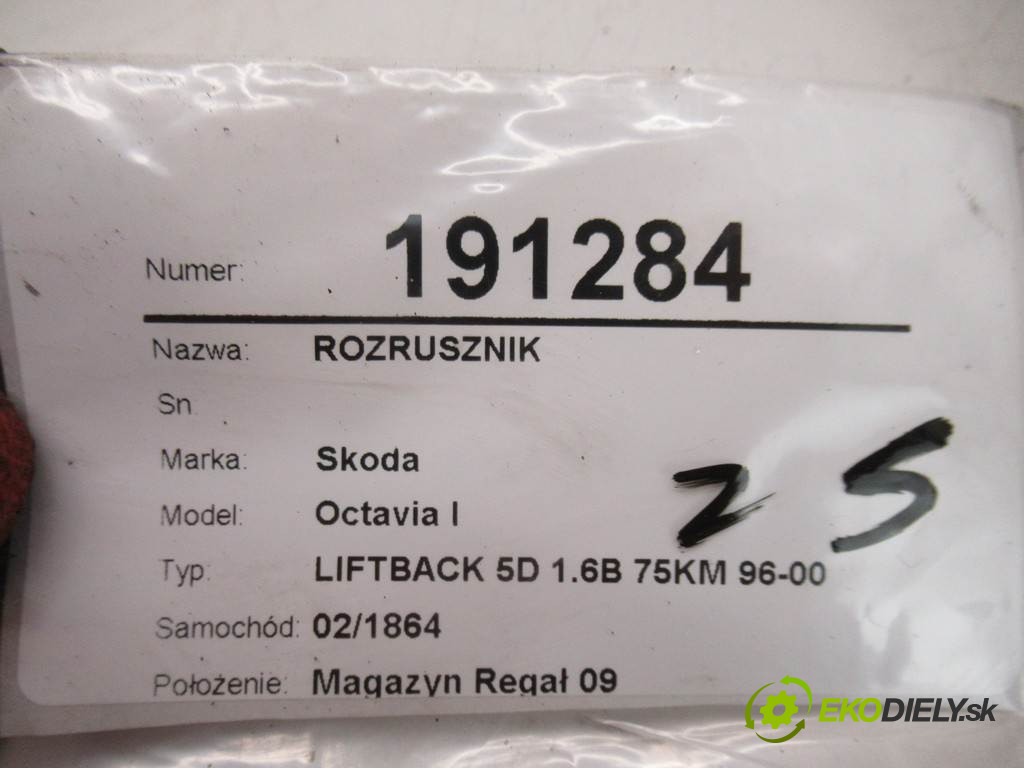 Numer: 191284
Nazwa: ROZRUSZNIK
Sn
Marka: Skoda
Model: Octavia I
Typ: LIFTBACK 5D 1.6B 75KM 96-00
Samochód: 02/1864
Położenie: Magazyn Regał 09
EKODIELY.sk